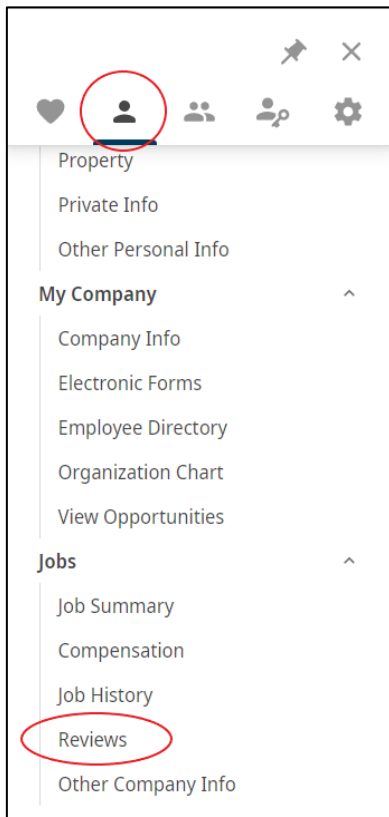 Property
Private Info
Other Personal Info
My Company
Company Info
Electronic Forms
Employee Directory
Organization Chart
View Opportunities
Jobs
Job Summary
Compensation
Job History
Reviews
Other Company Info